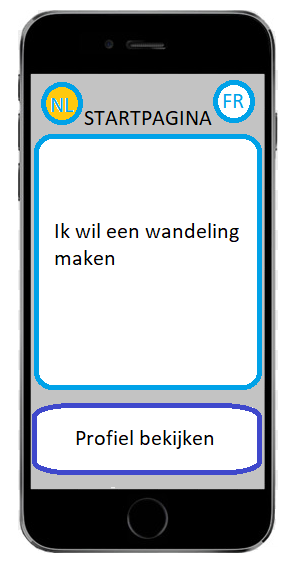 NL
FR
STARTPAGINA
Ik wil een wandeling
maken
Profiel bekijken